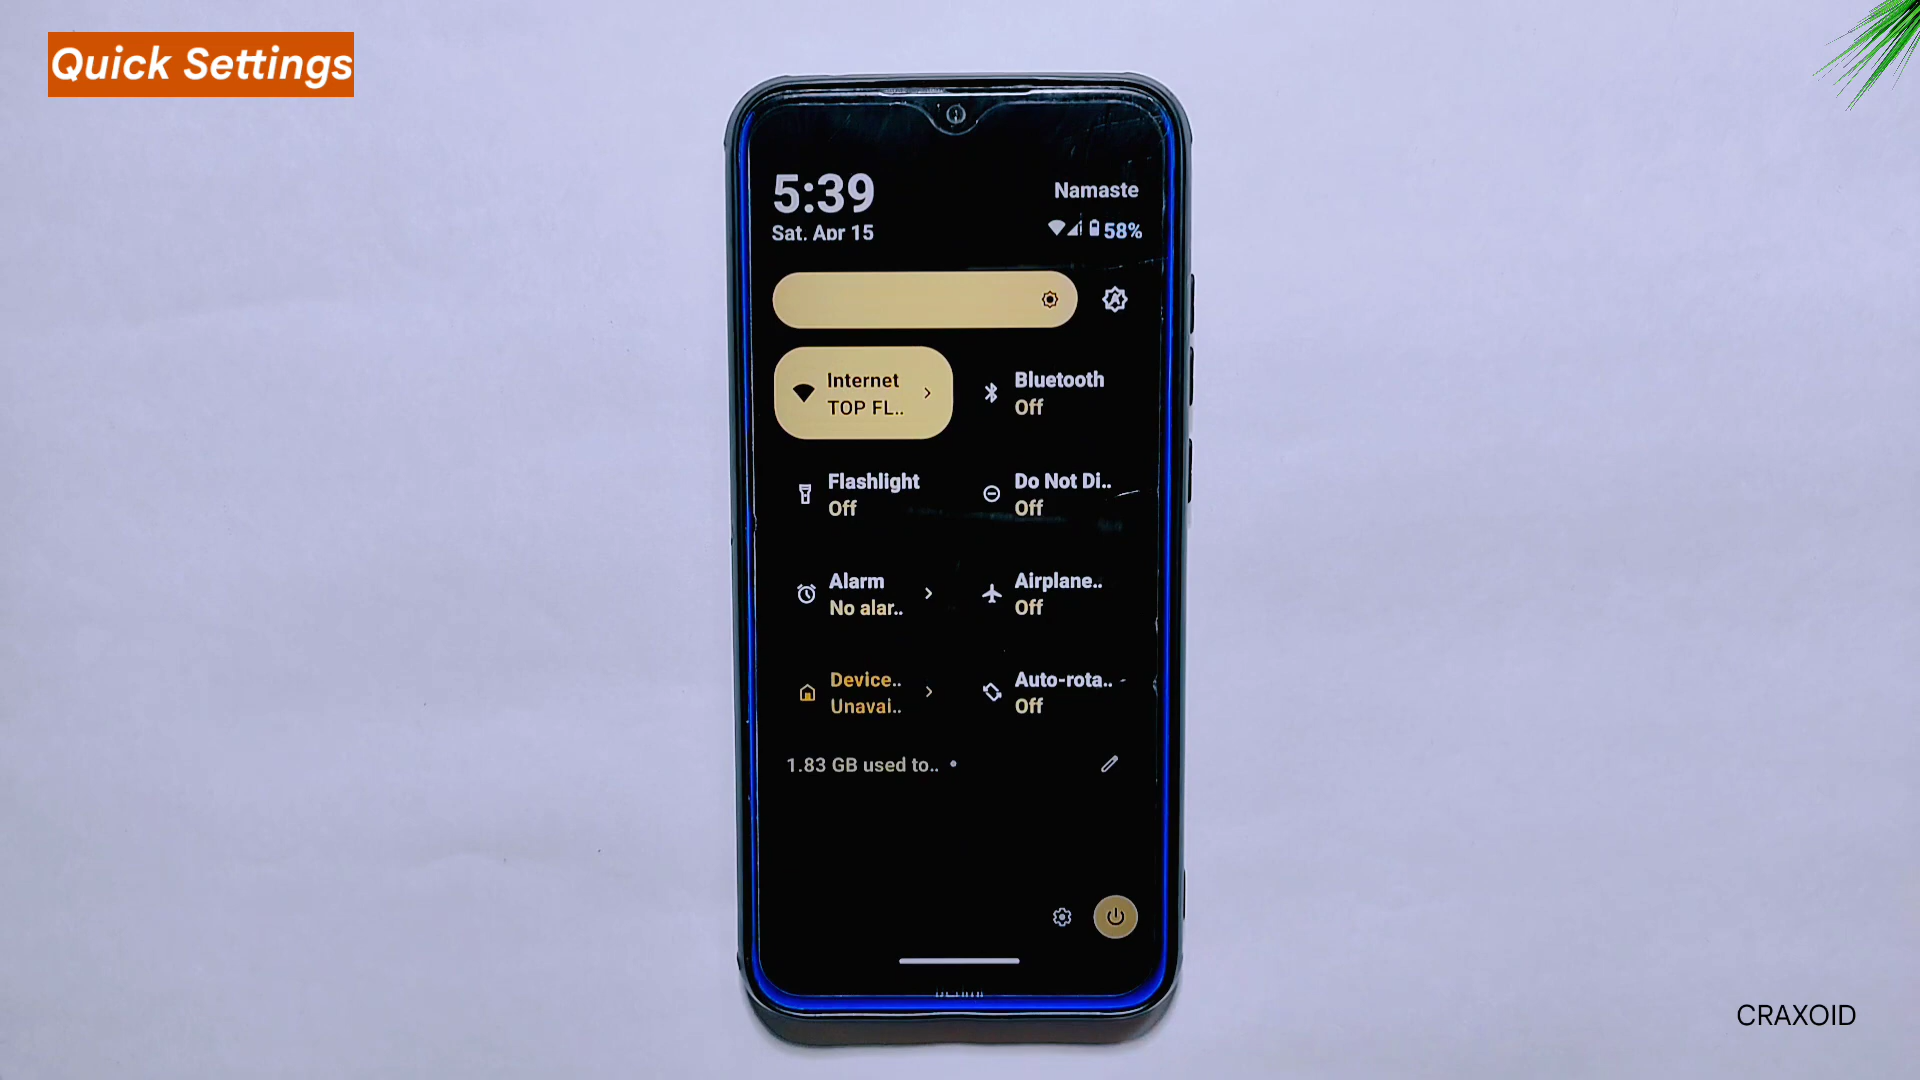 Quick Settings
5:39
Namaste
Sat, Apr 15
58%
Internet
TOP FL..
Bluetooth
Off
Flashlight
Off
Do Not Di..
Off
Alarm
No alar..
Airplane..
Off
Device..
Unavai..
Auto-rota..
Off
1.83 GB used to.. •
CRAXOID